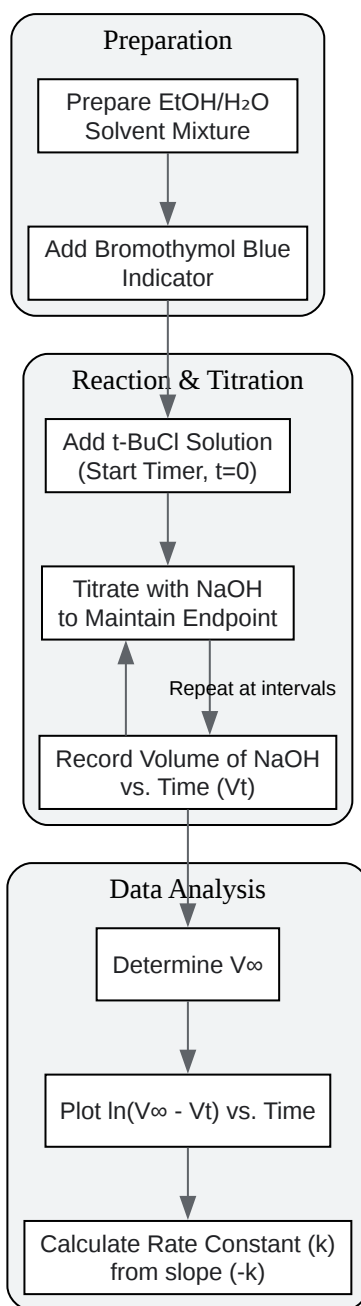 Preparation
Prepare EtOH/H₂O
Solvent Mixture
Add Bromothymol Blue
Indicator
Reaction & Titration
Add t-BuCl Solution
(Start Timer, t=0)
Titrate with NaOH
to Maintain Endpoint
Repeat at intervals
Record Volume of NaOH
vs. Time (Vt)
Data Analysis
Determine V∞
Plot ln(V∞ - Vt) vs. Time
Calculate Rate Constant (k)
from slope (-k)